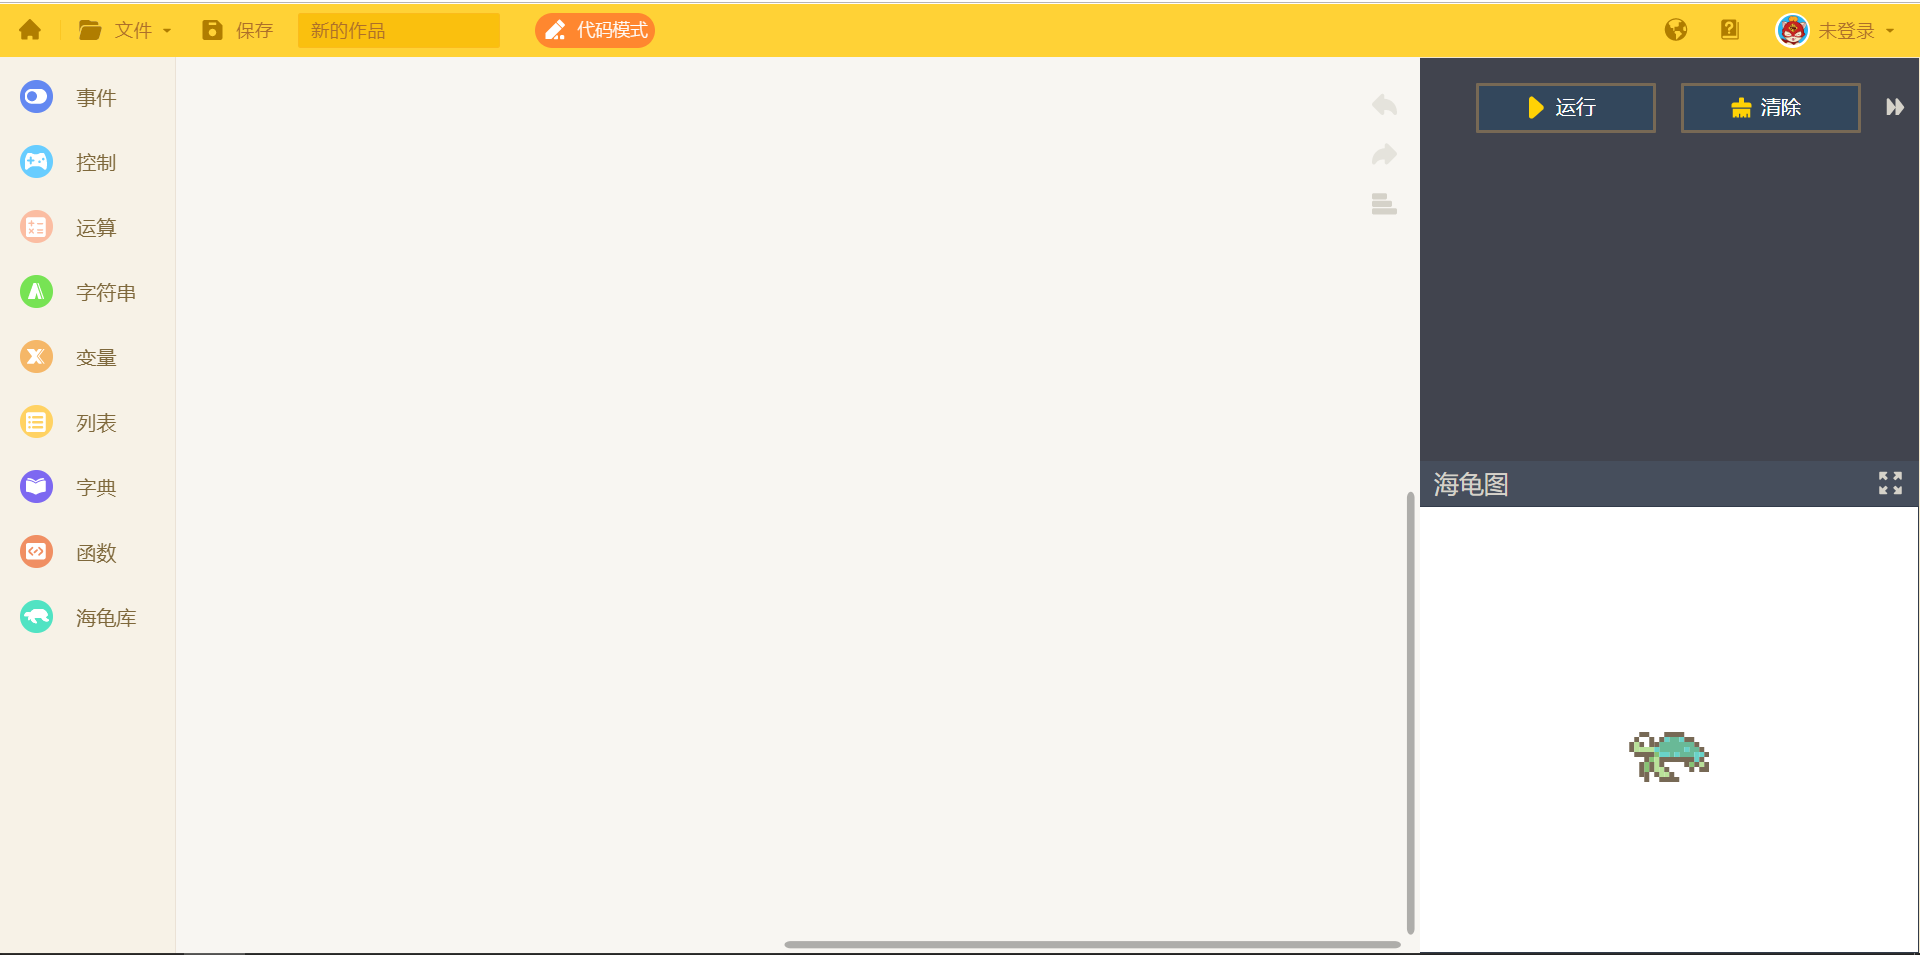 文件
保存
新的作品
代码模式
未登录
事件
控制
运算
字符串
变量
列表
字典
函数
海龟库
运行
清除
海龟图